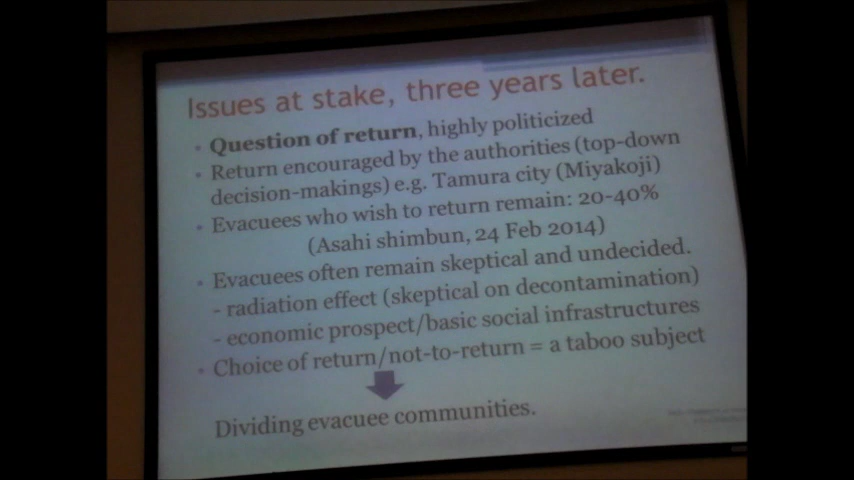 Issues at stake, three years later.
• Question of return, highly politicized
• Return encouraged by the authorities (top-down
decision-makings) e.g. Tamura city (Miyakoji)
• Evacuees who wish to return remain: 20-40%
(Asahi shimbun, 24 Feb 2014)
• Evacuees often remain skeptical and undecided.
- radiation effect (skeptical on decontamination)
- economic prospect/basic social infrastructures
• Choice of return/not-to-return = a taboo subject
Dividing evacuee communities.